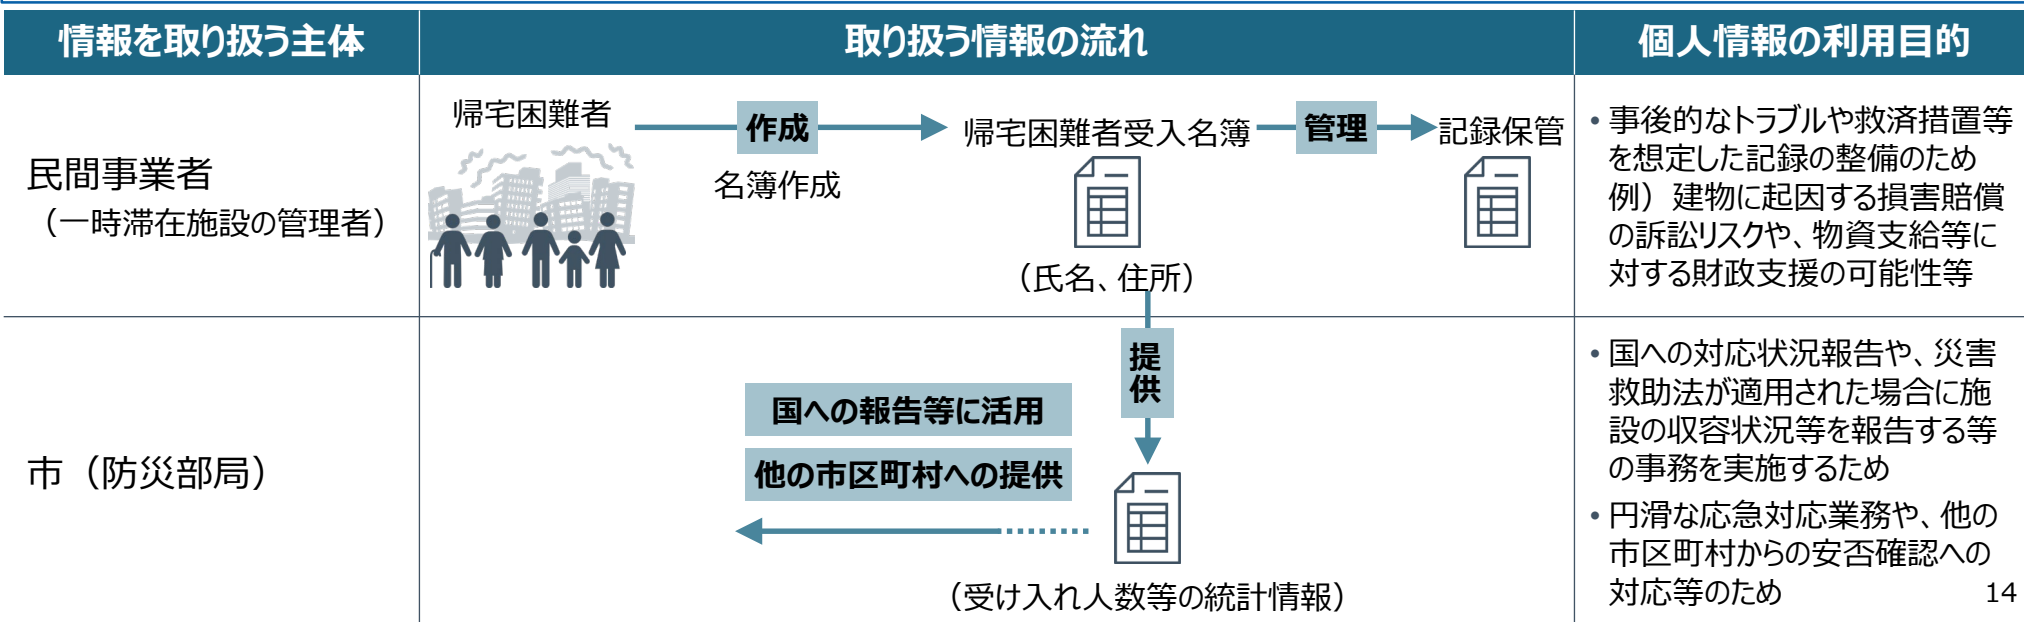 情報を取り扱う主体
取り扱う情報の流れ
個人情報の利用目的
民間事業者
（一時滞在施設の管理者）
帰宅困難者
作成
名簿作成
帰宅困難者受入名簿
（氏名、住所）
管理
記録保管
• 事後的なトラブルや救済措置等
を想定した記録の整備のため
例）建物に起因する損害賠償
の訴訟リスクや、物資支給等に
対する財政支援の可能性等
市（防災部局）
提
供
国への報告等に活用
他の市区町村への提供
（受け入れ人数等の統計情報）
• 国への対応状況報告や、災害
救助法が適用された場合に施
設の収容状況等を報告する等
の事務を実施するため
• 円滑な応急対応業務や、他の
市区町村からの安否確認への
対応等のため
14